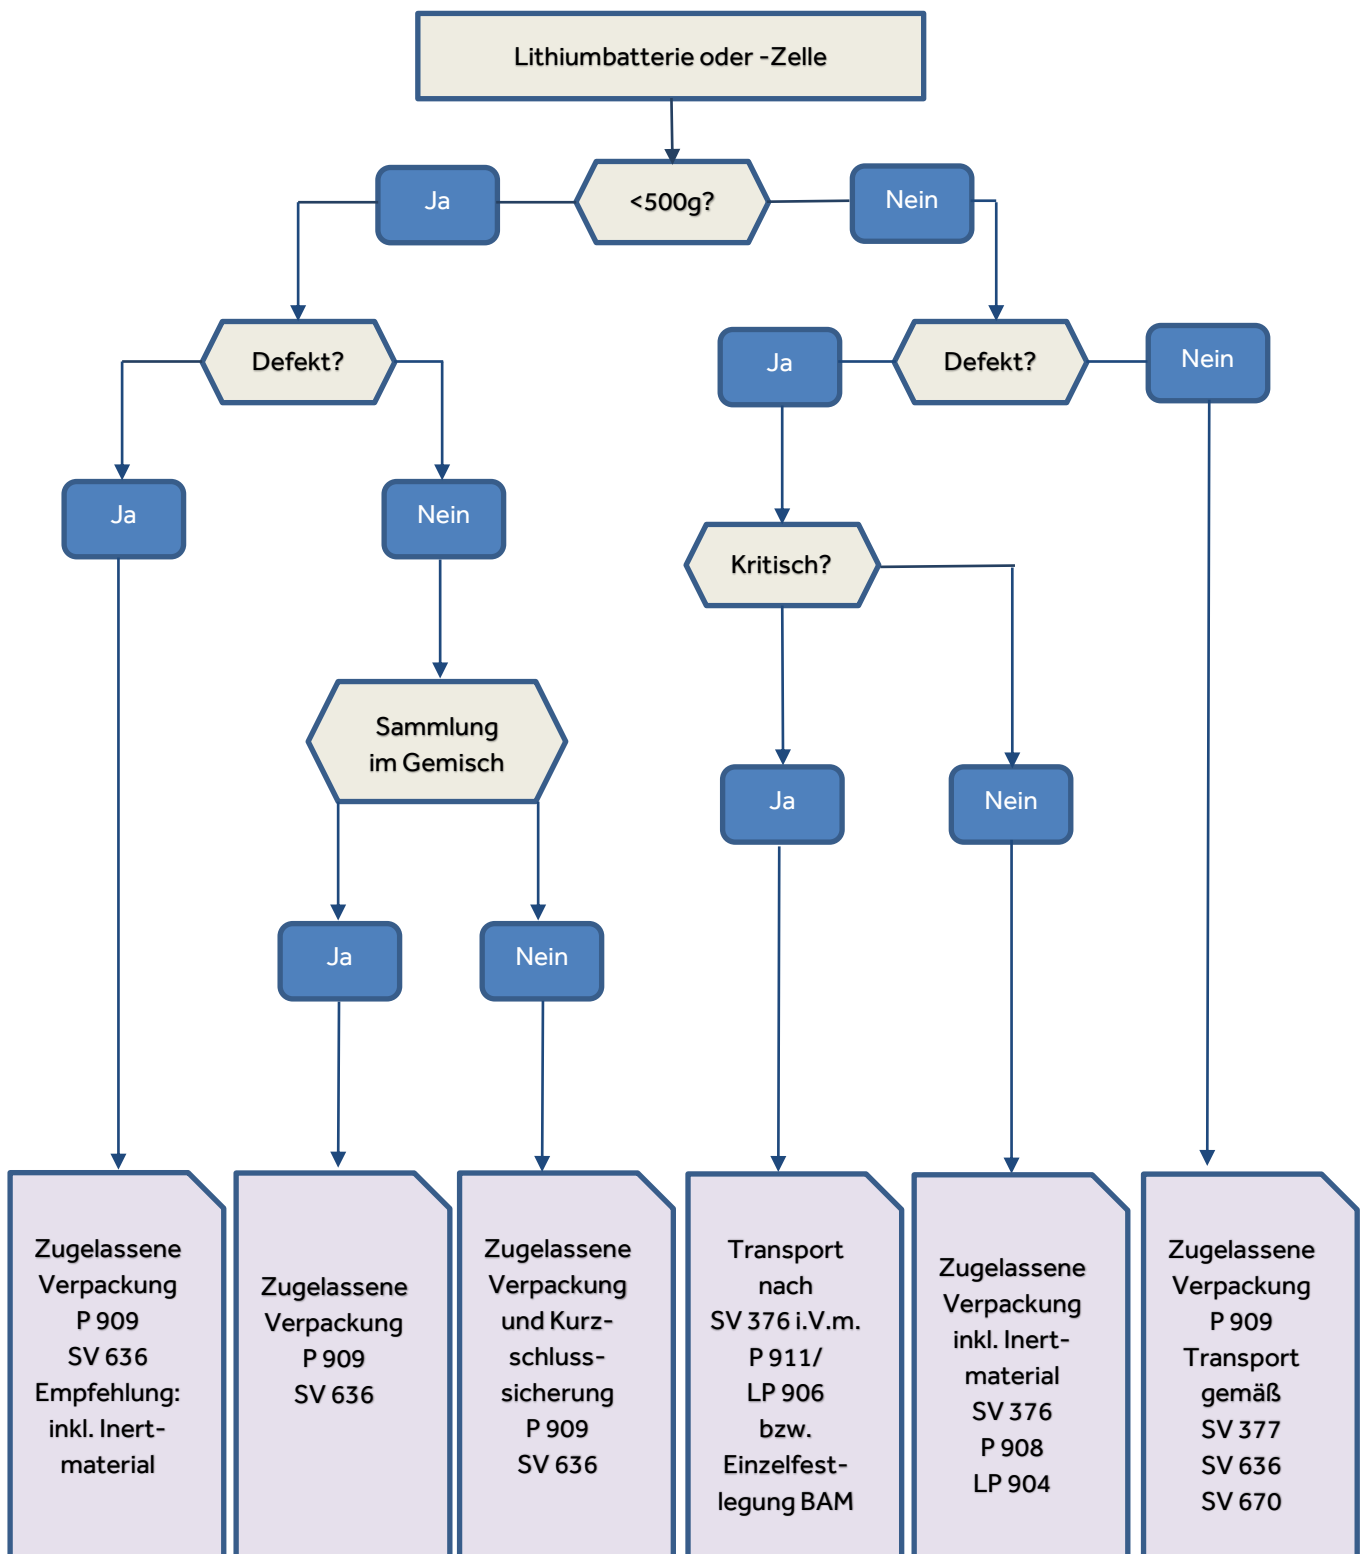 Lithiumbatterie oder -Zelle
Ja
<500g?
Nein
Defekt?
Ja
Defekt?
Nein
Ja
Nein
Kritisch?
Sammlung
im Gemisch
Ja
Nein
Ja
Nein
Zugelassene
Verpackung
P 909
SV 636
Empfehlung:
inkl. Inert-
material
Zugelassene
Verpackung
P 909
SV 636
Zugelassene
Verpackung
und Kurz-
schluss-
sicherung
P 909
SV 636
Transport
nach
SV 376 i.V.m.
P 911/
LP 906
bzw.
Einzelfest-
legung BAM
Zugelassene
Verpackung
inkl. Inert-
material
SV 376
P 908
LP 904
Zugelassene
Verpackung
P 909
Transport
gemäß
SV 377
SV 636
SV 670